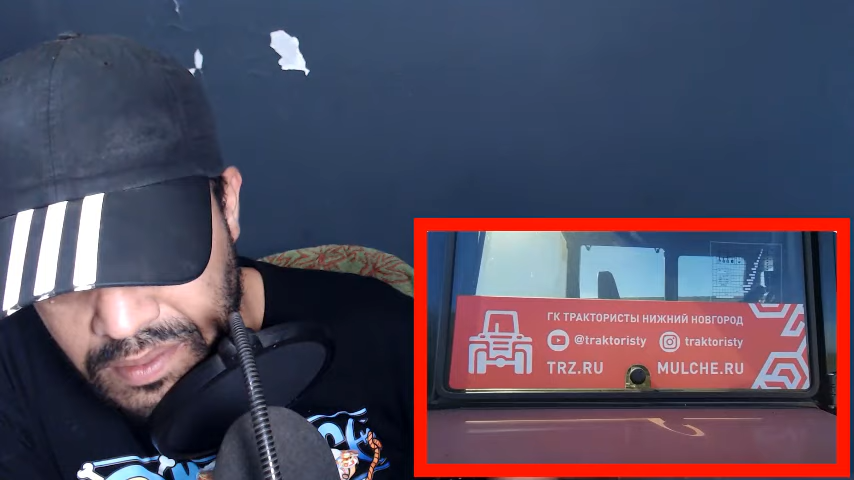 ГК ТРАКТОРИСТЫ НИЖНИЙ НОВГОРОД
@traktoristy
traktoristy
TRZ.RU
MULCHE.RU